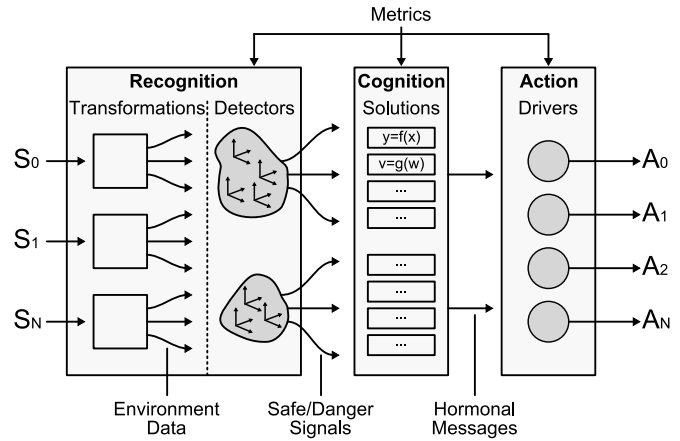 Metrics
Recognition
Cognition
Action
Transformations
Detectors
Solutions
Drivers
S0
S1
SN
y=f(x)
v=g(w)
...
...
...
...
...
...
A0
A1
A2
AN
Environment
Data
Safe/Danger
Signals
Hormonal
Messages